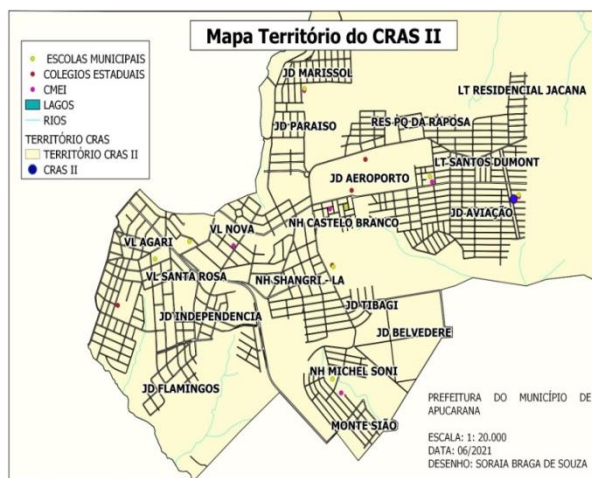 Mapa Território do CRAS II
ESCOLAS MUNICIPAIS
COLEGIOS ESTADUAIS
CMEI
LAGOS
RIOS
TERRITÓRIO CRAS
TERRITÓRIO CRAS II
CRAS II
JD MARISSOL
LT RESIDENCIAL JACANA
JD PARAISO
RES PQ DA RAPOSA
LT SANTOS DUMONT
JD AEROPORTO
JD AVIAÇÃO
NH CASTELO BRANCO
VL NOVA
VL AGARI
VL SANTA ROSA
NH SHANGRI - LA
JD TIBAGI
JD INDEPENDENCIA
JD BELVEDERE
NH MICHEL SONI
JD FLAMINGOS
MONTE SIÃO
PREFEITURA DO MUNICÍPIO DE
APUCARANA
ESCALA: 1: 20.000
DATA: 06/2021
DESENHO: SORAIA BRAGA DE SOUZA